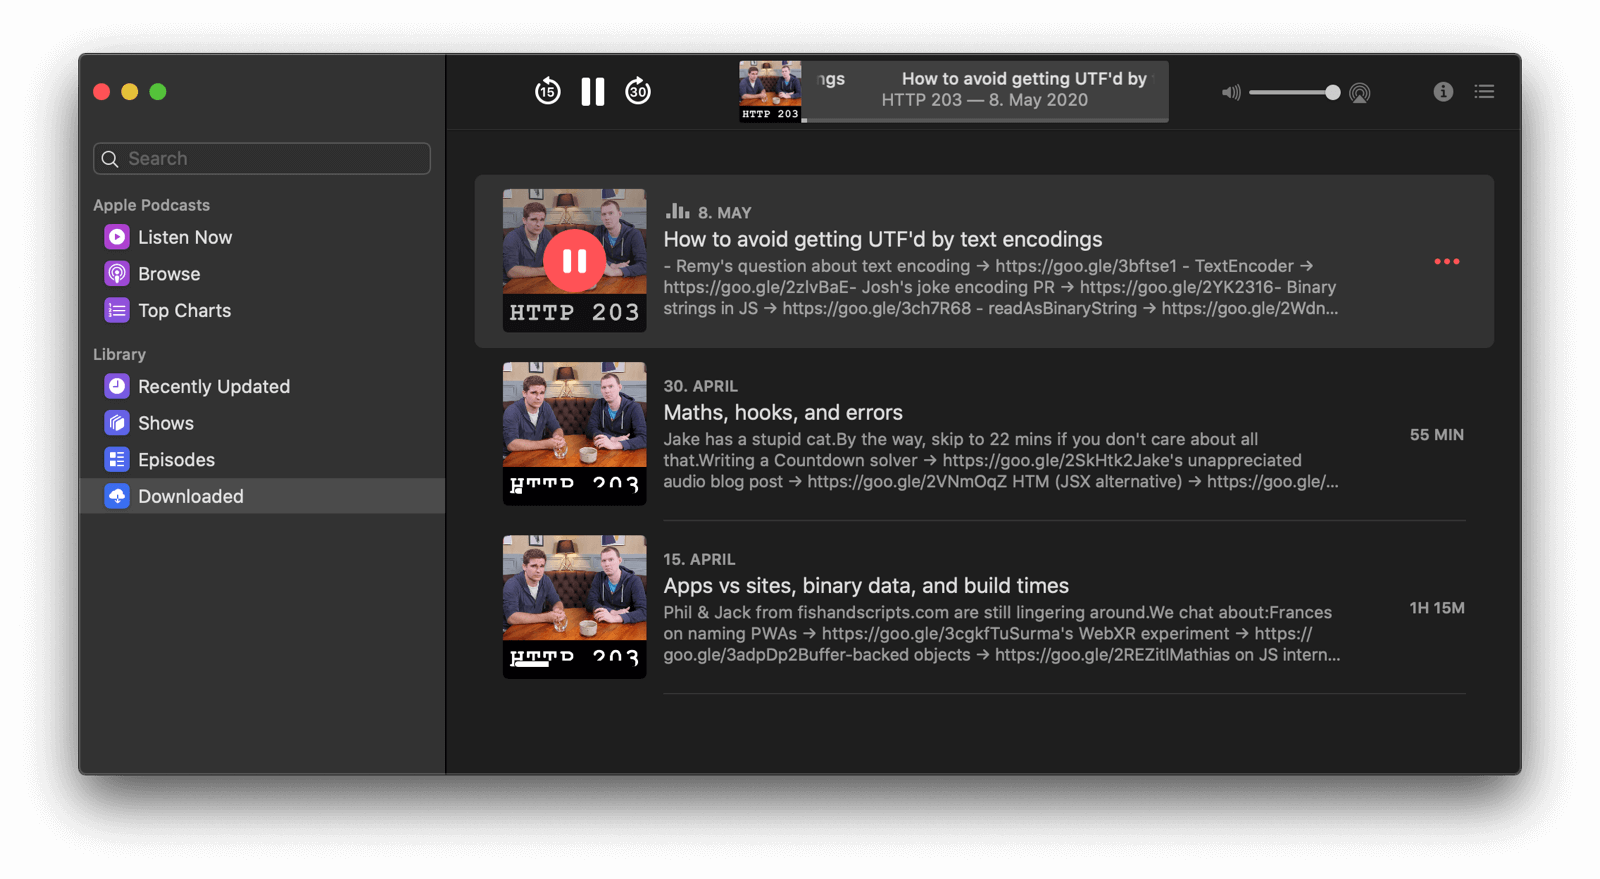 15
30
ngs How to avoid getting UTF'd by
HTTP 203 — 8. May 2020
HTTP 203
Search
Apple Podcasts
Listen Now
Browse
Top Charts
Library
Recently Updated
Shows
Episodes
Downloaded
8. MAY
How to avoid getting UTF'd by text encodings
- Remy's question about text encoding → https://goo.gle/3bftse1 - TextEncoder →
https://goo.gle/2zlvBaE- Josh's joke encoding PR → https://goo.gle/2YK2316- Binary
strings in JS → https://goo.gle/3ch7R68 - readAsBinaryString → https://goo.gle/2Wdn...
HTTP 203
30. APRIL
Maths, hooks, and errors
Jake has a stupid cat.By the way, skip to 22 mins if you don't care about all
that.Writing a Countdown solver → https://goo.gle/2SkHtk2Jake's unappreciated
audio blog post → https://goo.gle/2VNmOqZ HTM (JSX alternative) → https://goo.gle/...
55 MIN
HTTP 203
15. APRIL
Apps vs sites, binary data, and build times
Phil & Jack from fishandscripts.com are still lingering around.We chat about:Frances
on naming PWAs → https://goo.gle/3cgkfTuSurma's WebXR experiment → https://
goo.gle/3adpDp2Buffer-backed objects → https://goo.gle/2REZitlMathias on JS intern...
1H 15M
HTTP 203